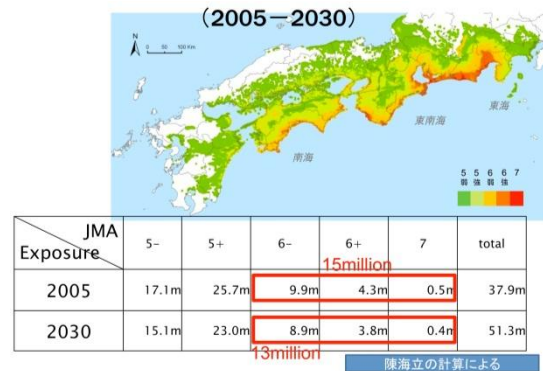 (2005－2030)
N
0 50 100 Km
東海
東南海
南海
5 5 6 6 7
弱 強 弱 強
JMA
Exposure
5- 5+ 6- 6+ 7 total
15million
2005 17.1m 25.7m 9.9m 4.3m 0.5m 37.9m
2030 15.1m 23.0m 8.9m 3.8m 0.4m 51.3m
13million
陳海立の計算による